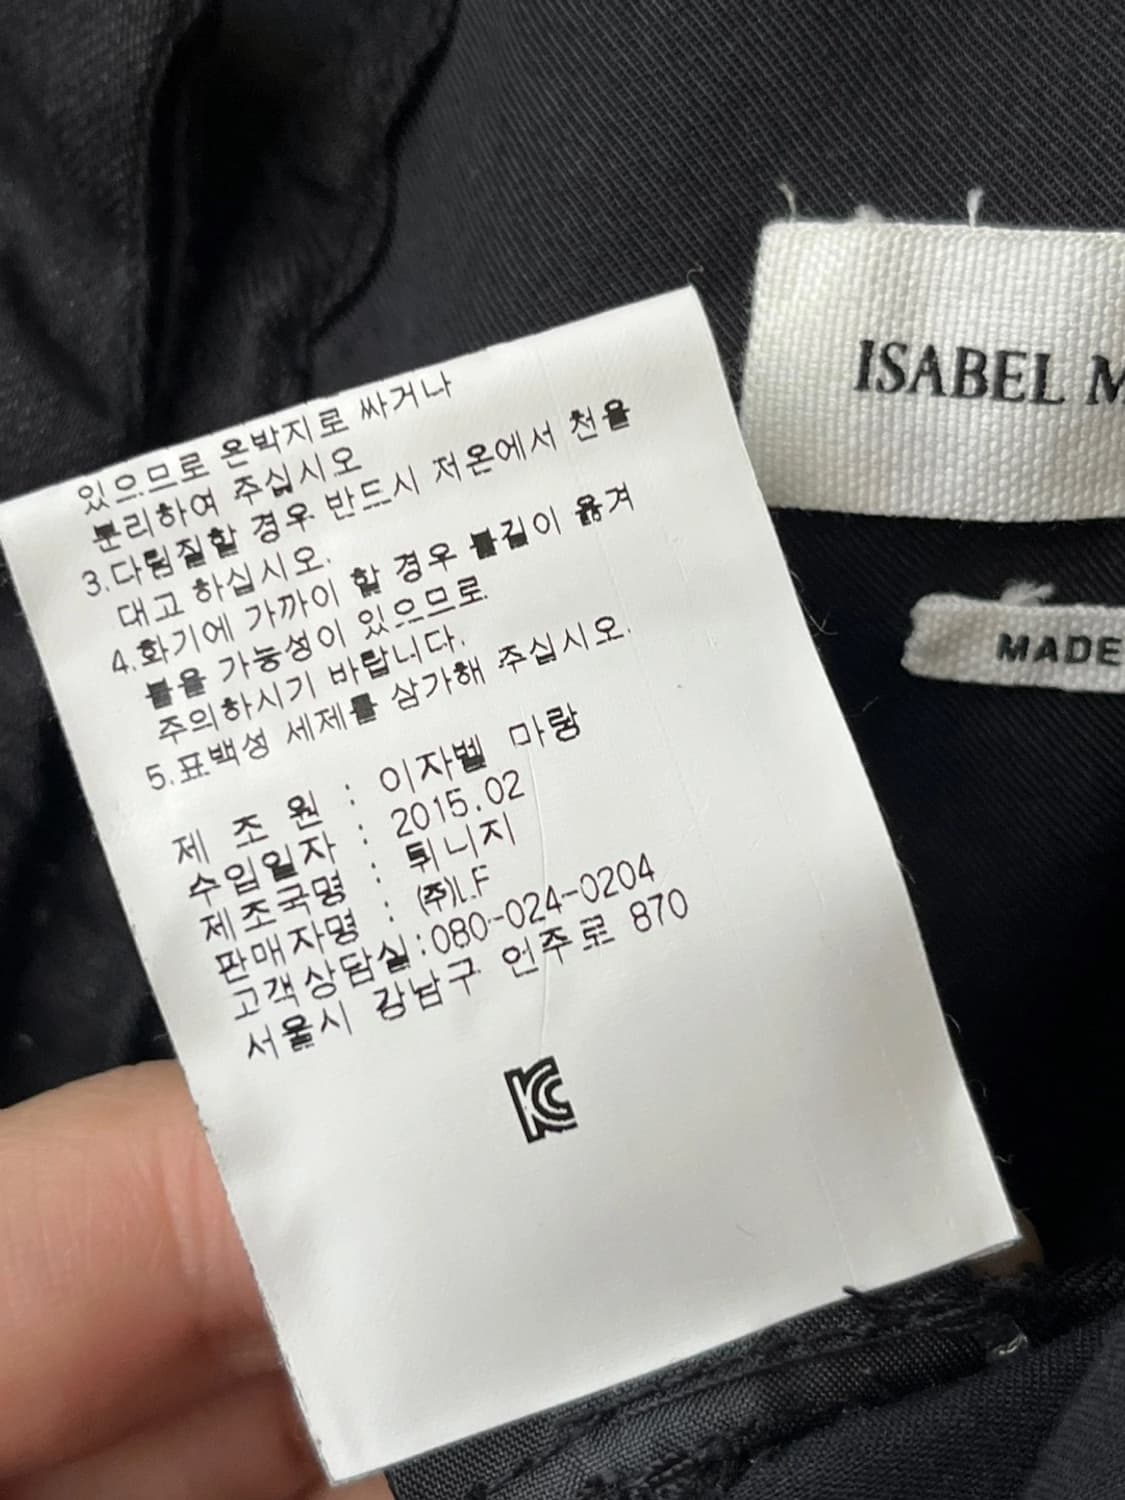 있으므로 은박지로 싸거나
분리하여 주십시오
3.다림질할 경우 반드시 저온에서 천을
대고 하십시오.
4.화기에 가까이 할 경우 불길이 옮겨
붙을 가능성이 있으므로
주의하시기 바랍니다.
5.표백성 세제를 삼가해 주십시오.
제 조 원 : 이자벨 마랑
수입일자 : 2015.02
제조국명 : 튀니지
판매자명 : (주)LF
고객상담실:080-024-0204
서울시 강남구 언주로 870
KC
ISABEL M
MADE